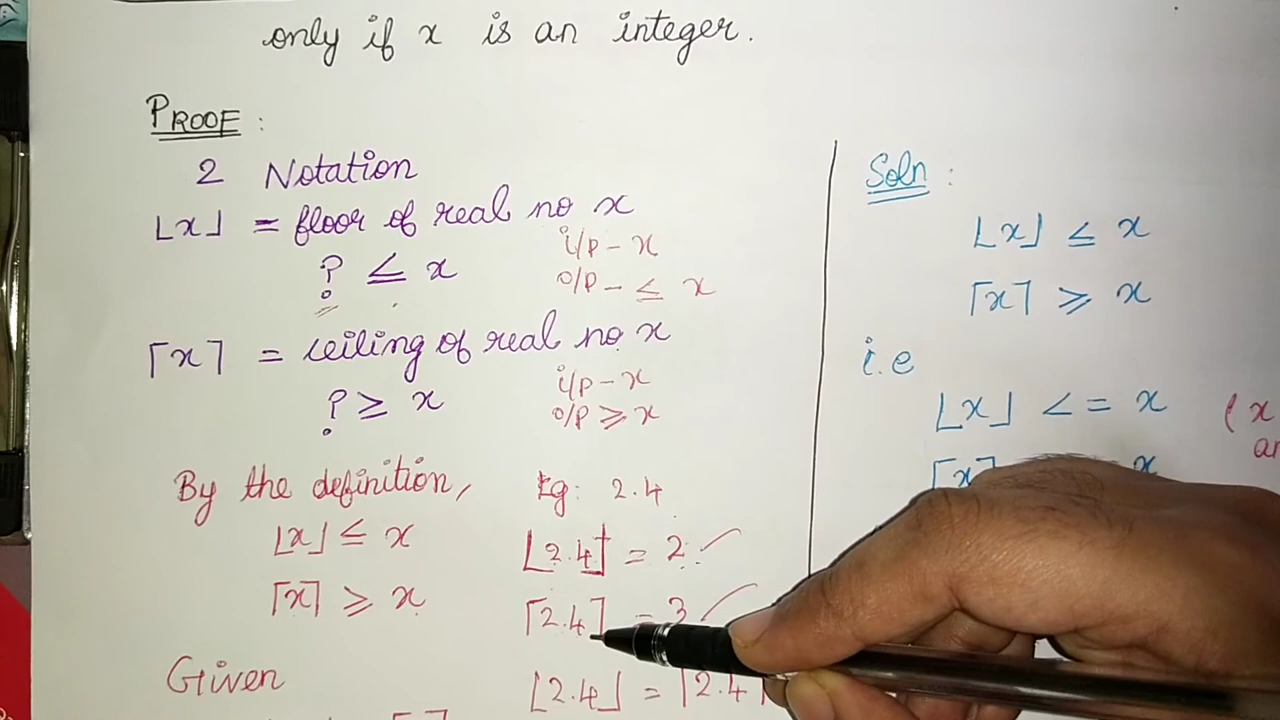 only if x is an integer.
PROOF :
2 Notation
⌊x⌋ = floor of real no x
? ≤ x
i/p - x
o/p - ≤ x
⌈x⌉ = ceiling of real no x
? ≥ x
i/p - x
o/p ≥ x
By the definition,
⌊x⌋ ≤ x
⌈x⌉ ≥ x
Eg: 2.4
⌊2.4⌋ = 2
⌈2.4⌉ = 3
Given
⌊2.4⌋ = ⌈2.4
Soln :
⌊x⌋ ≤ x
⌈x⌉ ≥ x
i.e
⌊x⌋ < = x
(x
⌈x⌉ x